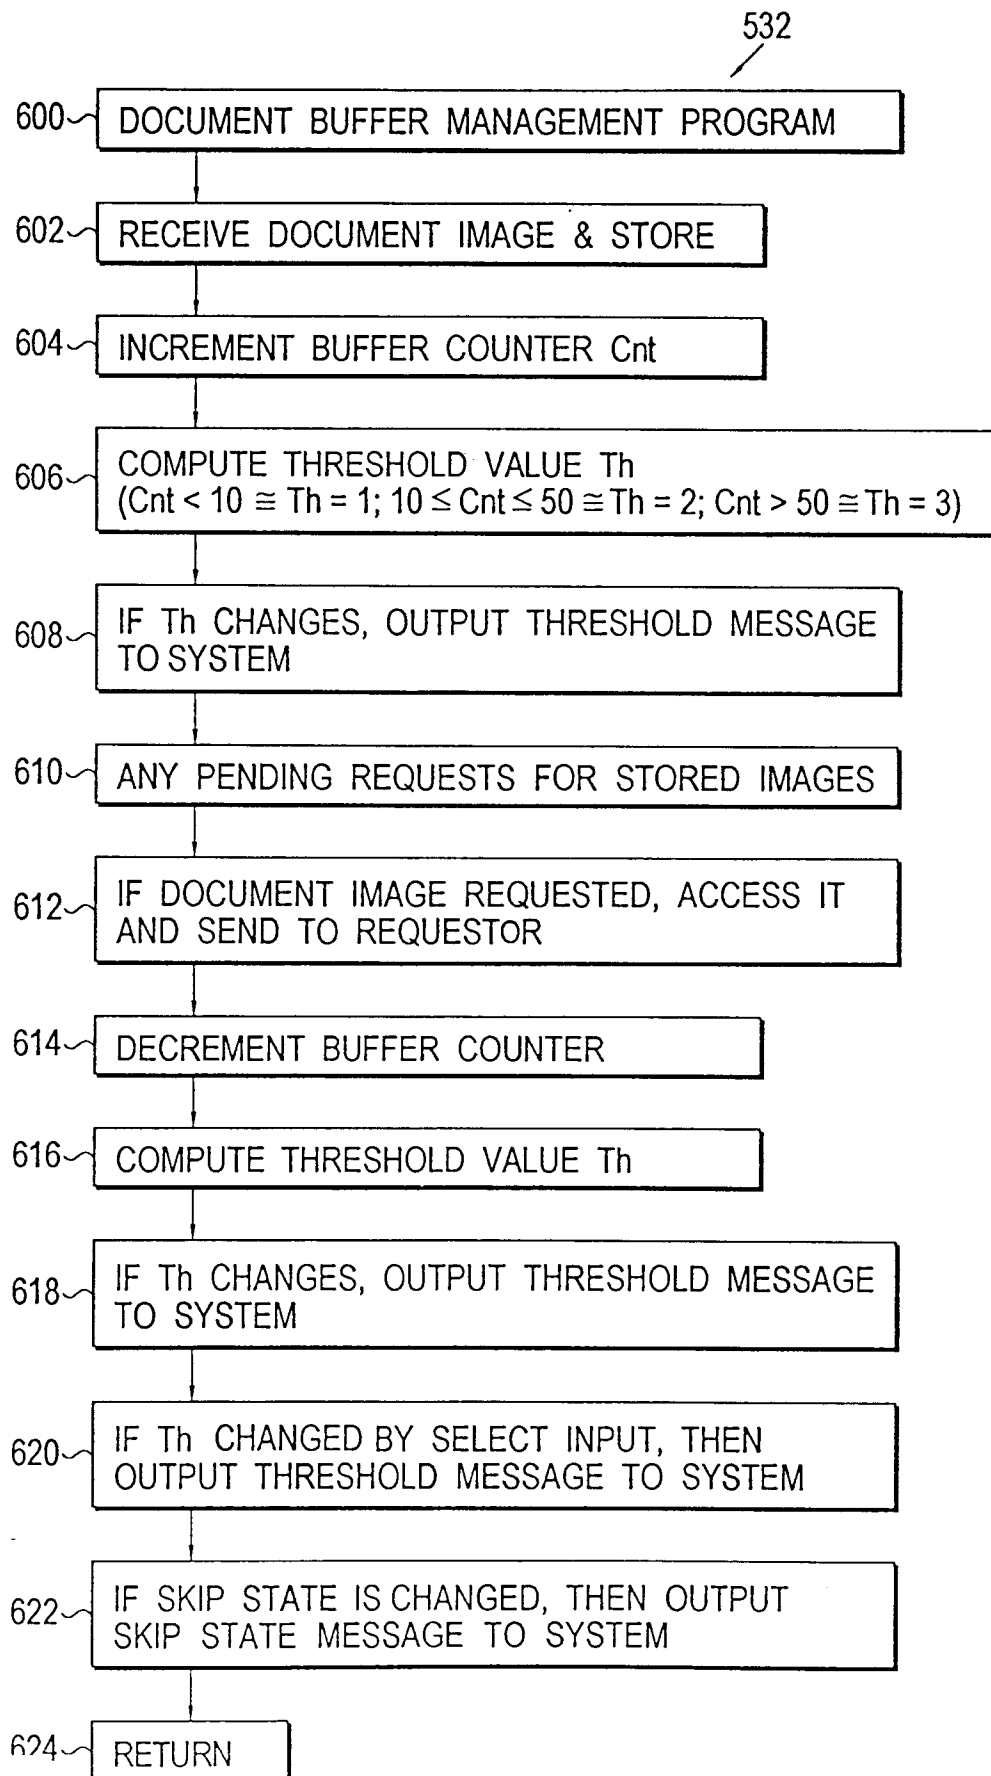 532
600 DOCUMENT BUFFER MANAGEMENT PROGRAM
602 RECEIVE DOCUMENT IMAGE & STORE
604 INCREMENT BUFFER COUNTER Cnt
606 COMPUTE THRESHOLD VALUE Th
(Cnt < 10 ≅ Th = 1; 10 ≤ Cnt ≤ 50 ≅ Th = 2; Cnt > 50 ≅ Th = 3)
608 IF Th CHANGES, OUTPUT THRESHOLD MESSAGE
TO SYSTEM
610 ANY PENDING REQUESTS FOR STORED IMAGES
612 IF DOCUMENT IMAGE REQUESTED, ACCESS IT
AND SEND TO REQUESTOR
614 DECREMENT BUFFER COUNTER
616 COMPUTE THRESHOLD VALUE Th
618 IF Th CHANGES, OUTPUT THRESHOLD MESSAGE
TO SYSTEM
620 IF Th CHANGED BY SELECT INPUT, THEN
OUTPUT THRESHOLD MESSAGE TO SYSTEM
622 IF SKIP STATE IS CHANGED, THEN OUTPUT
SKIP STATE MESSAGE TO SYSTEM
624 RETURN